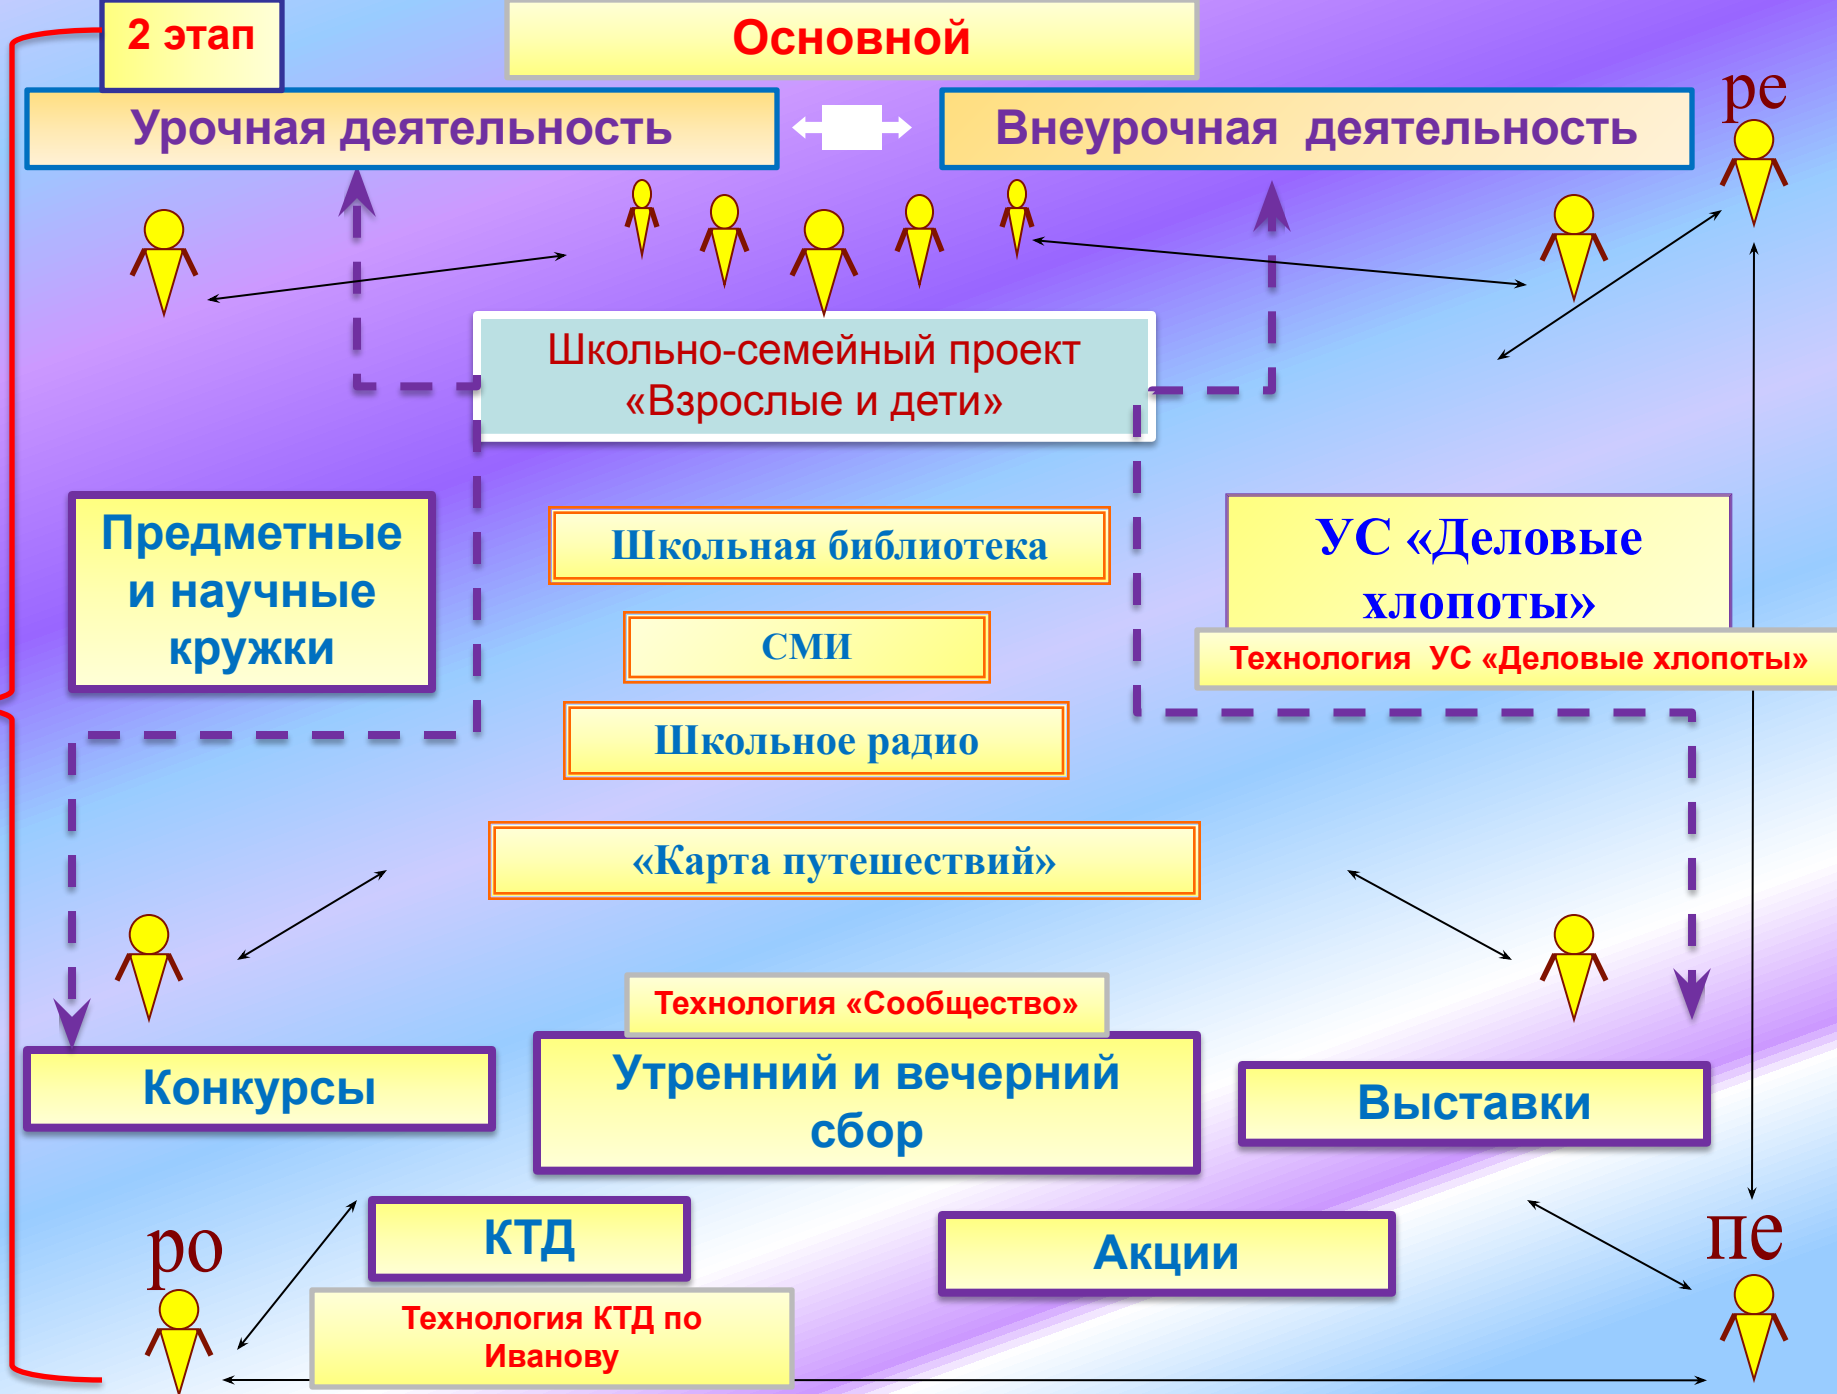 2 этап
Основной
Урочная деятельность
Внеурочная деятельность
ре
Школьно-семейный проект
«Взрослые и дети»
Предметные
и научные
кружки
Школьная библиотека
СМИ
Школьное радио
«Карта путешествий»
УС «Деловые
хлопоты»
Технология УС «Деловые хлопоты»
Технология «Сообщество»
Конкурсы
Утренний и вечерний
сбор
Выставки
ро
КТД
Технология КТД по
Иванову
Акции
пе